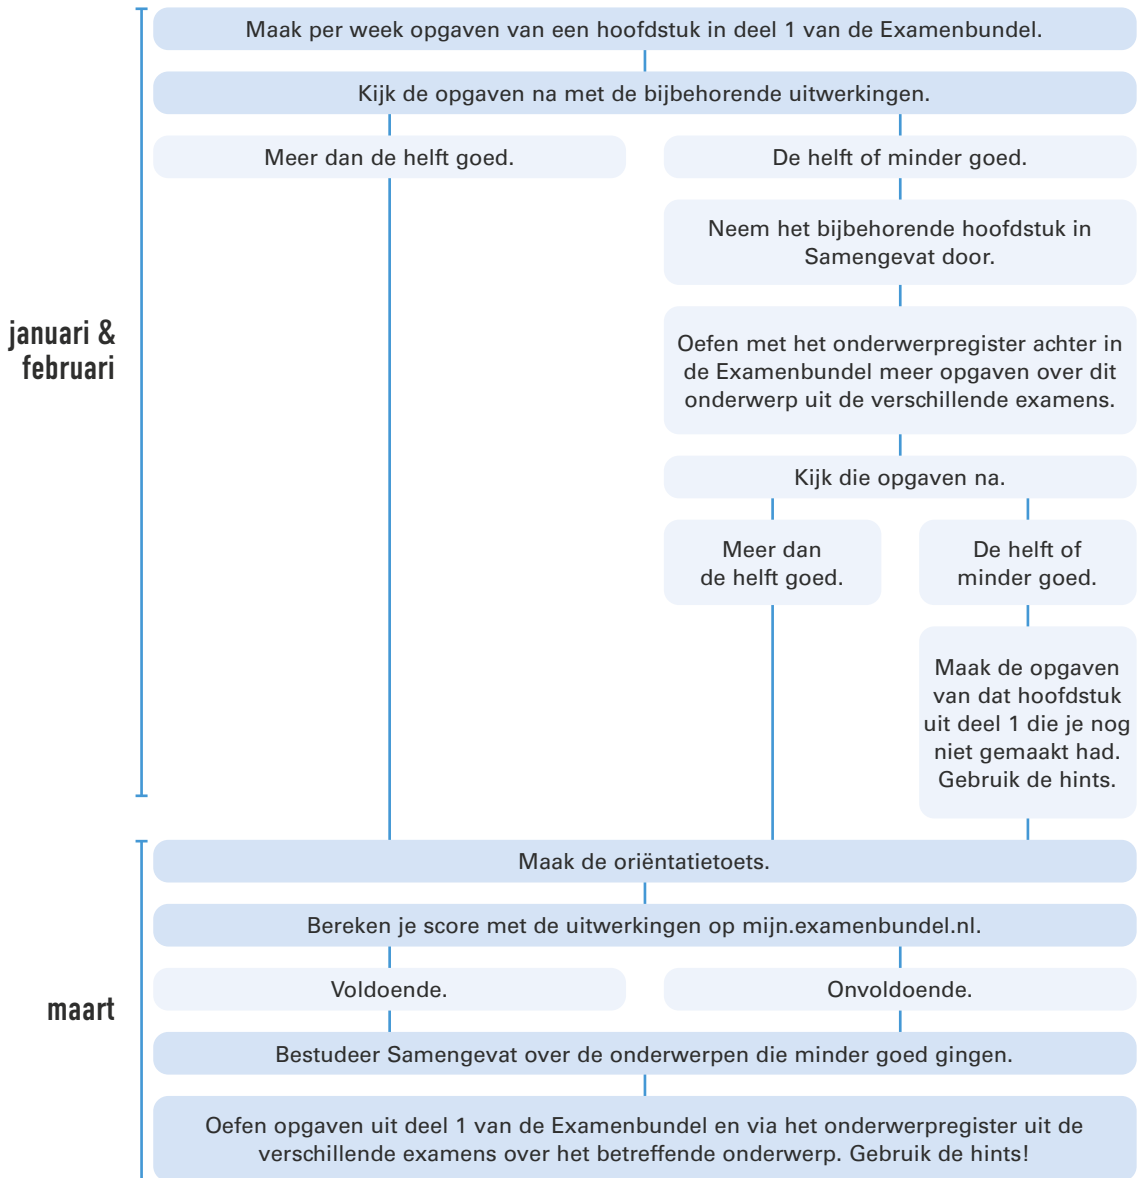 Maak per week opgaven van een hoofdstuk in deel 1 van de Examenbundel.
Kijk de opgaven na met de bijbehorende uitwerkingen.
Meer dan de helft goed.
De helft of minder goed.
Neem het bijbehorende hoofdstuk in
Samengevat door.
januari &
februari
Oefen met het onderwerpregister achter in
de Examenbundel meer opgaven over dit
onderwerp uit de verschillende examens.
Kijk die opgaven na.
Meer dan
de helft goed.
De helft of
minder goed.
Maak de opgaven
van dat hoofdstuk
uit deel 1 die je nog
niet gemaakt had.
Gebruik de hints.
Maak de oriëntatietoets.
Bereken je score met de uitwerkingen op mijn.examenbundel.nl.
maart
Voldoende.
Onvoldoende.
Bestudeer Samengevat over de onderwerpen die minder goed gingen.
Oefen opgaven uit deel 1 van de Examenbundel en via het onderwerpregister uit de
verschillende examens over het betreffende onderwerp. Gebruik de hints!